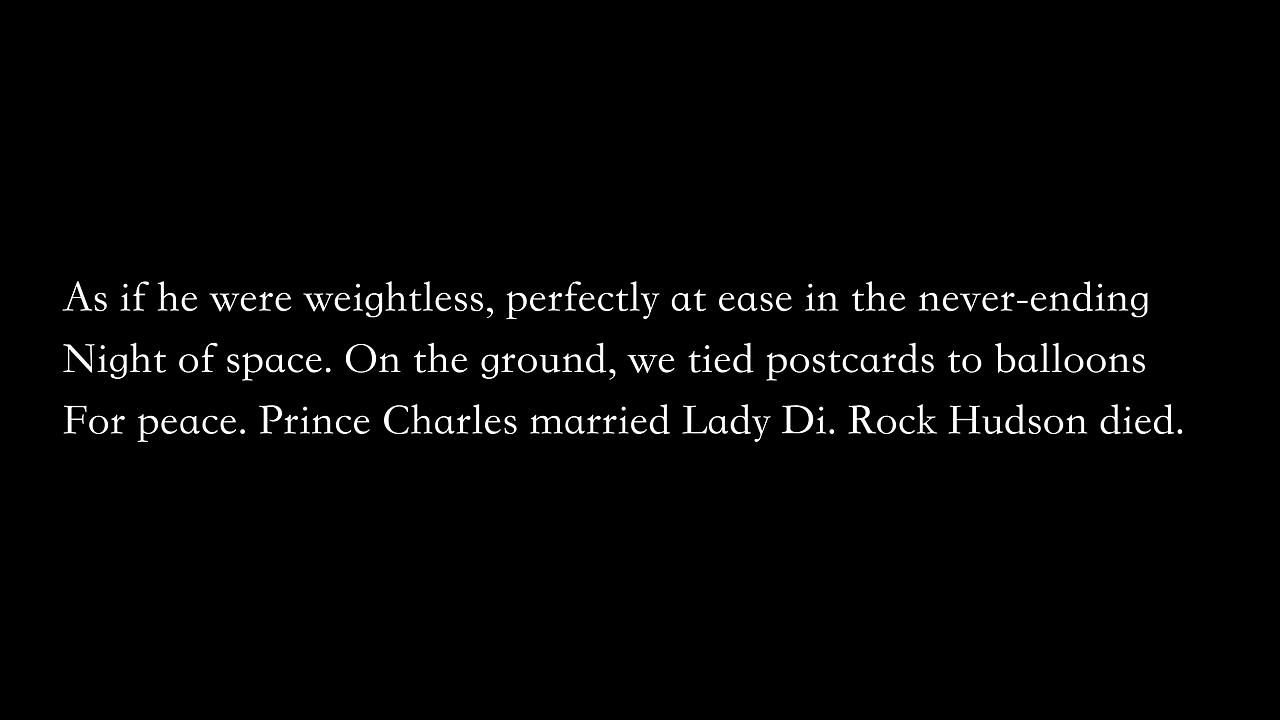 As if he were weightless, perfectly at ease in the never-ending
Night of space. On the ground, we tied postcards to balloons
For peace. Prince Charles married Lady Di. Rock Hudson died.